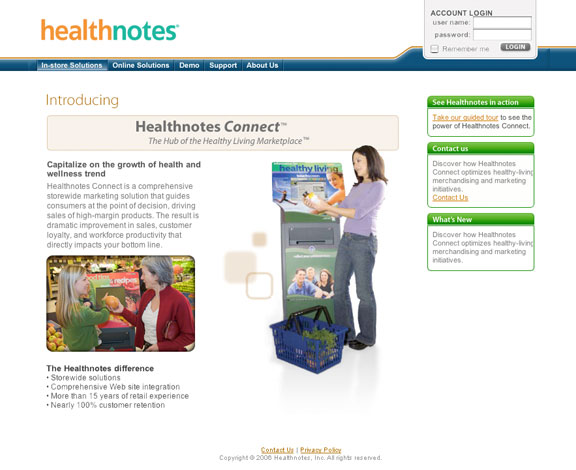 healthnotes®
ACCOUNT LOGIN
user name:
password:
Remember me
LOGIN
In-store Solutions
Online Solutions
Demo
Support
About Us
Introducing
Healthnotes Connect™
The Hub of the Healthy Living Marketplace™
Capitalize on the growth of health and
wellness trend
Healthnotes Connect is a comprehensive
storewide marketing solution that guides
consumers at the point of decision, driving
sales of high-margin products. The result is
dramatic improvement in sales, customer
loyalty, and workforce productivity that
directly impacts your bottom line.
healthy living
recipes
The Healthnotes difference
• Storewide solutions
• Comprehensive Web site integration
• More than 15 years of retail experience
• Nearly 100% customer retention
See Healthnotes in action
Take our guided tour to see the
power of Healthnotes Connect.
Contact us
Discover how Healthnotes
Connect optimizes healthy-living
merchandising and marketing
initiatives.
Contact Us
What's New
Discover how Healthnotes
Connect optimizes healthy-living
merchandising and marketing
initiatives.
Contact Us | Privacy Policy
Copyright © 2008 Healthnotes, Inc. All rights reserved.